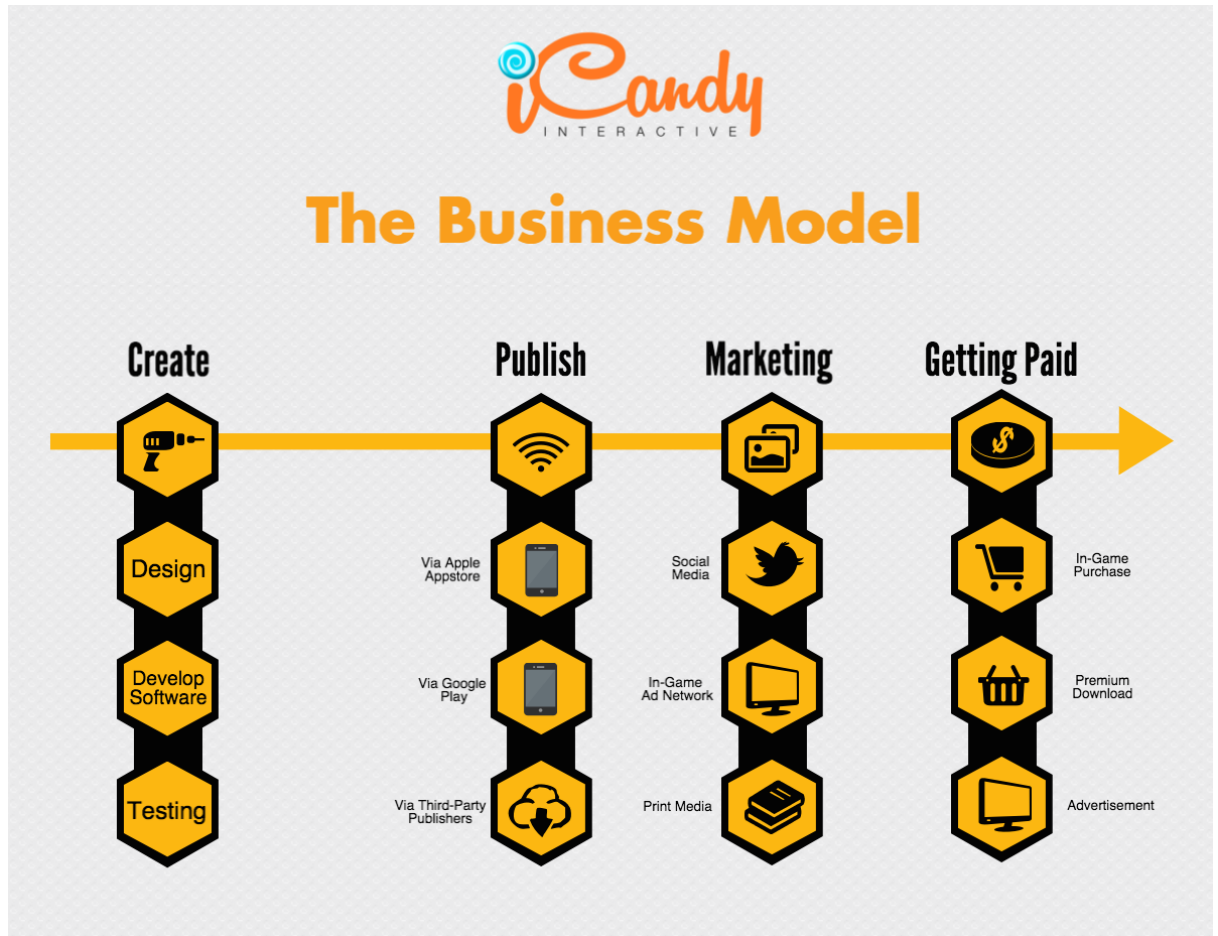 iCandy
INTERACTIVE
The Business Model
Create
Publish
Marketing
Getting Paid
Design
Via Apple
Appstore
Social
Media
In-Game
Purchase
Develop
Software
Via Google
Play
In-Game
Ad Network
Premium
Download
Testing
Via Third-Party
Publishers
Print Media
Advertisement